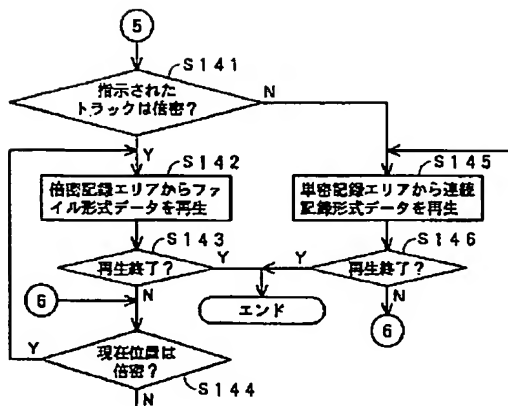 5
S141
指示された
トラックは倍密?
N
Y
S142
S145
倍密記録エリアからファ
イル形式データを再生
単密記録エリアから連続
記録形式データを再生
S143
S146
再生終了?
Y
Y
再生終了?
N
N
6
エンド
6
Y
現在位置は
倍密?
S144
N